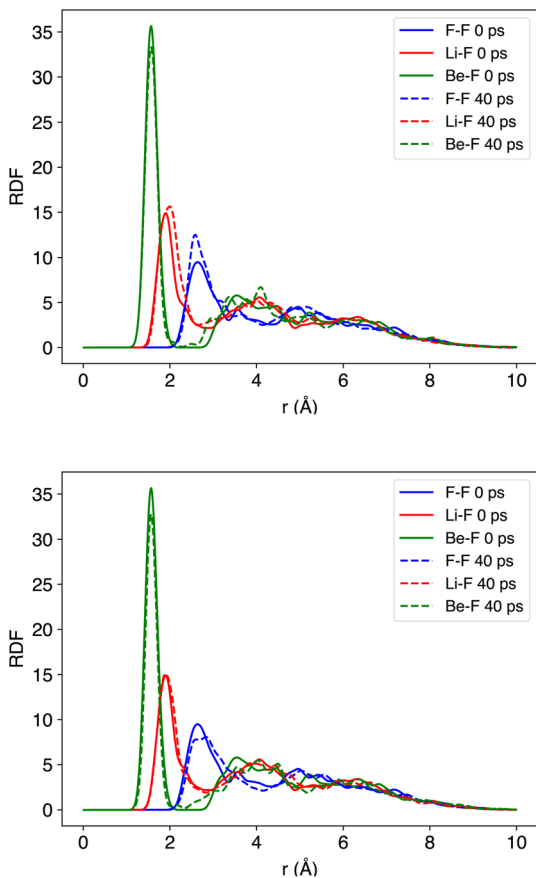 35
30
25
20
15
10
5
0
RDF
F-F 0 ps
Li-F 0 ps
Be-F 0 ps
F-F 40 ps
Li-F 40 ps
Be-F 40 ps
0 2 4 6 8 10
r (Å)
35
30
25
20
15
10
5
0
RDF
F-F 0 ps
Li-F 0 ps
Be-F 0 ps
F-F 40 ps
Li-F 40 ps
Be-F 40 ps
0 2 4 6 8 10
r (Å)